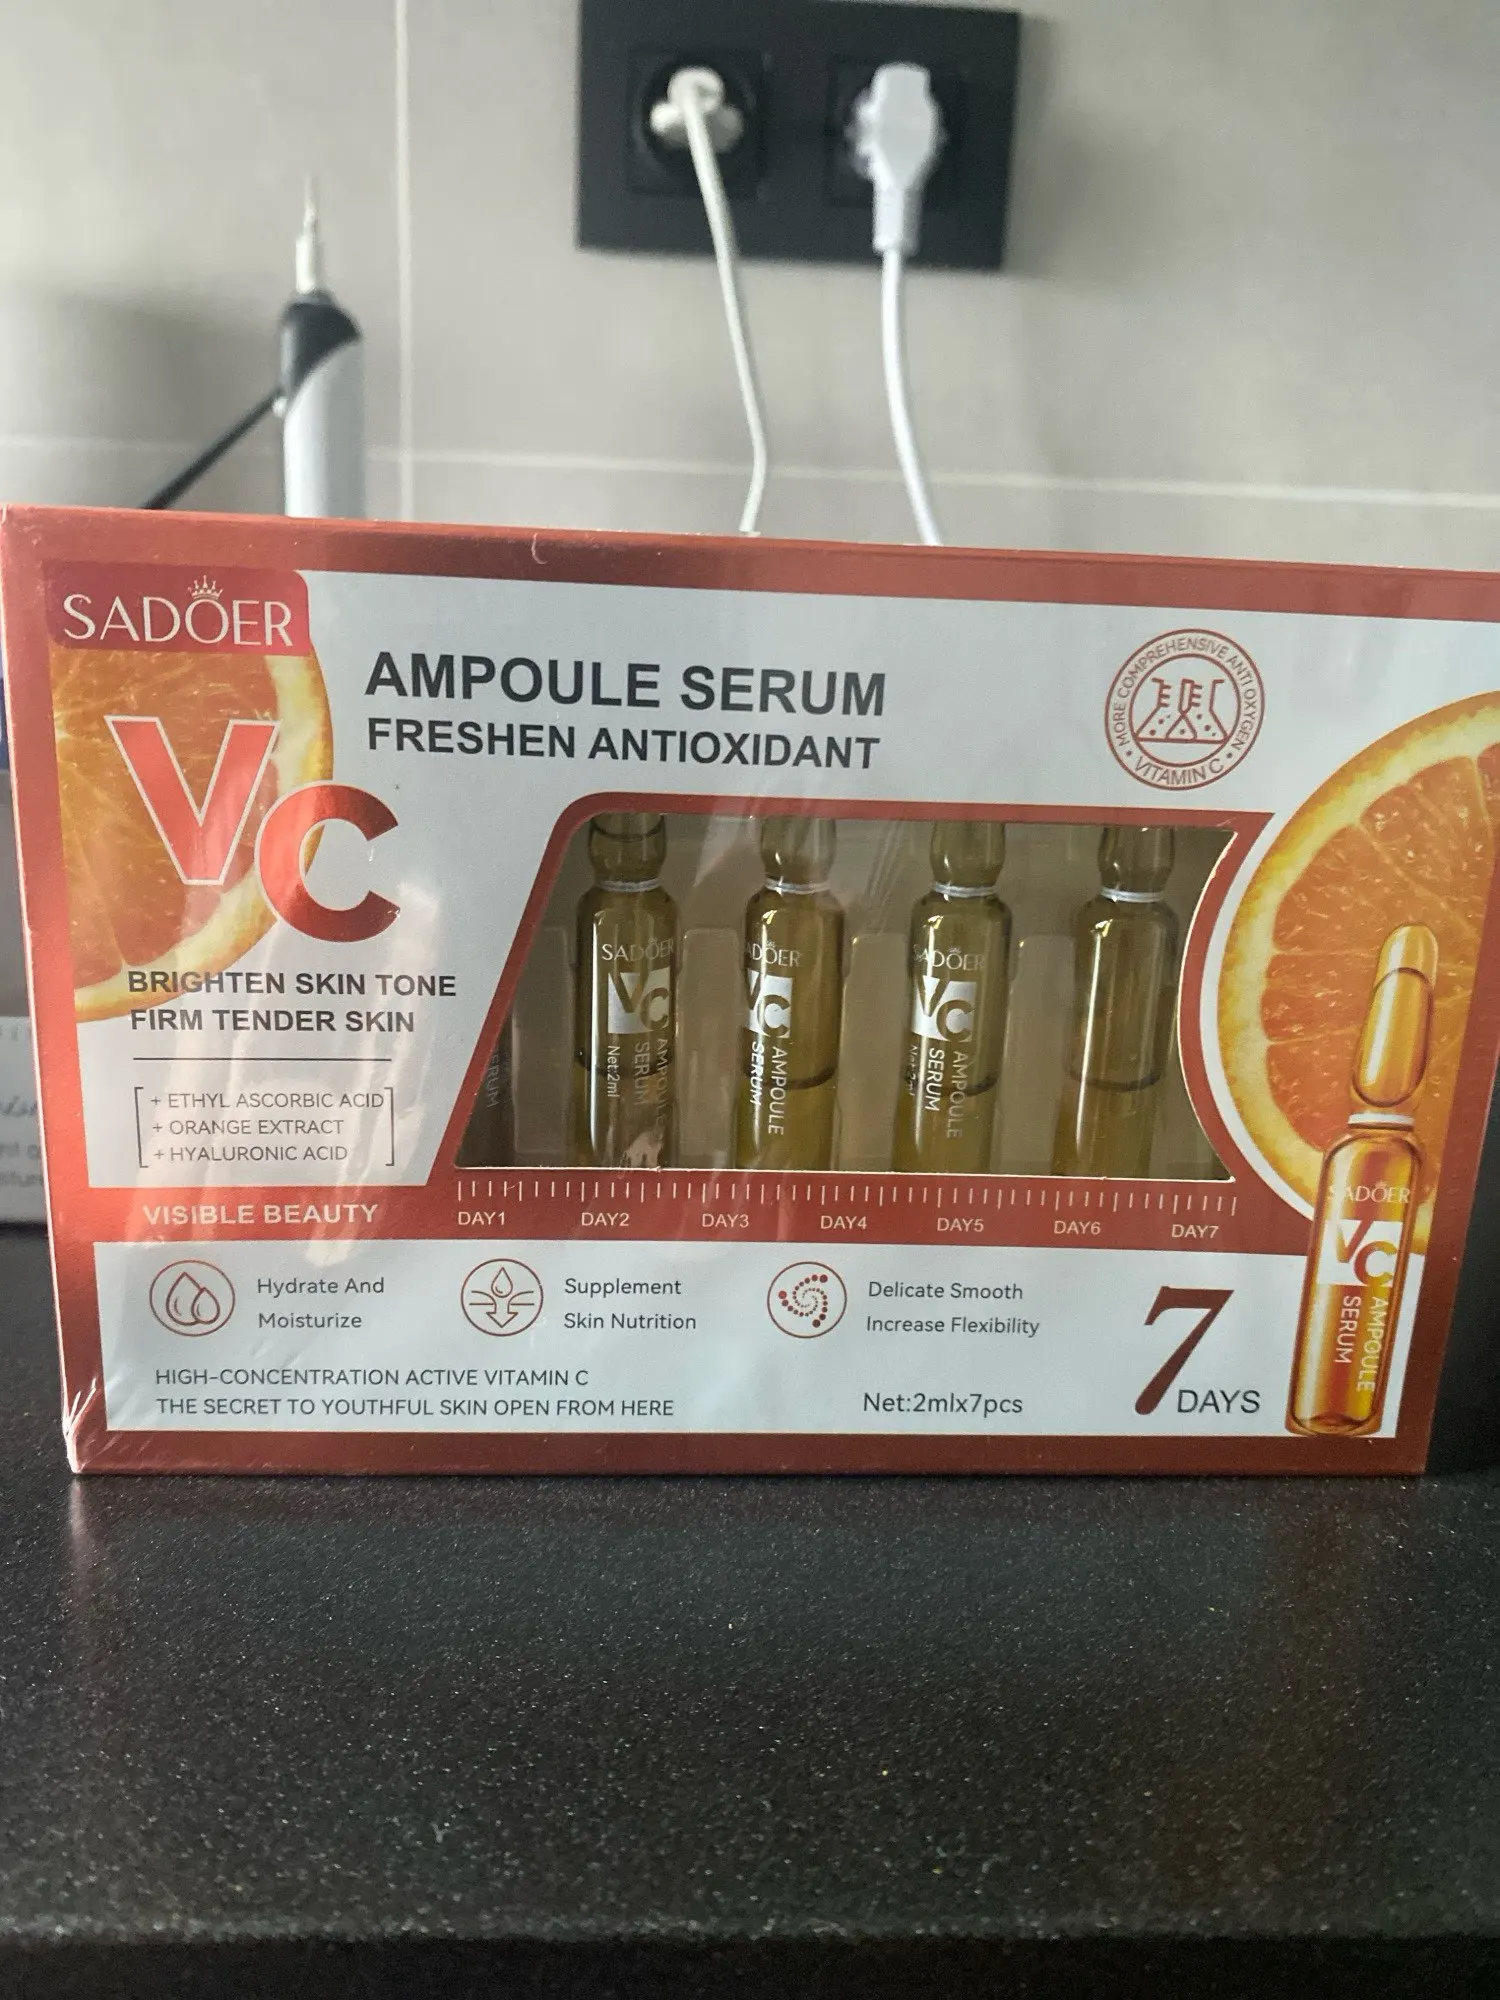 SADOER
VC
AMPOULE SERUM
FRESHEN ANTIOXIDANT
MORE COMPREHENSIVE ANTI OXYGEN
VITAMIN C
BRIGHTEN SKIN TONE
FIRM TENDER SKIN
+ ETHYL ASCORBIC ACID
+ ORANGE EXTRACT
+ HYALURONIC ACID
SERUM
SADOER
VC
AMPOULE
SERUM
Net:2ml
ADOER
VC
AMPOULE
SERUM
SADOER
VC
AMPOULE
SERUM
Net:2ml
VISIBLE BEAUTY
DAY1 DAY2 DAY3 DAY4 DAY5 DAY6 DAY7
Hydrate And
Moisturize
Supplement
Skin Nutrition
Delicate Smooth
Increase Flexibility
HIGH-CONCENTRATION ACTIVE VITAMIN C
THE SECRET TO YOUTHFUL SKIN OPEN FROM HERE
Net:2mlx7pcs
7 DAYS
SADOER
VC
AMPOULE
SERUM